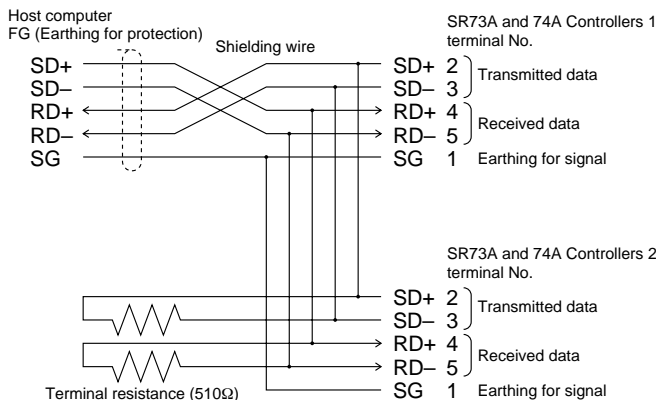 Host computer
FG (Earthing for protection)
Shielding wire
SD+
SD–
RD+
RD–
SG
SR73A and 74A Controllers 1
terminal No.
SD+ 2
SD– 3
Transmitted data
RD+ 4
RD– 5
Received data
SG 1 Earthing for signal
SR73A and 74A Controllers 2
terminal No.
SD+ 2
SD– 3
Transmitted data
RD+ 4
RD– 5
Received data
SG 1 Earthing for signal
Terminal resistance (510Ω)